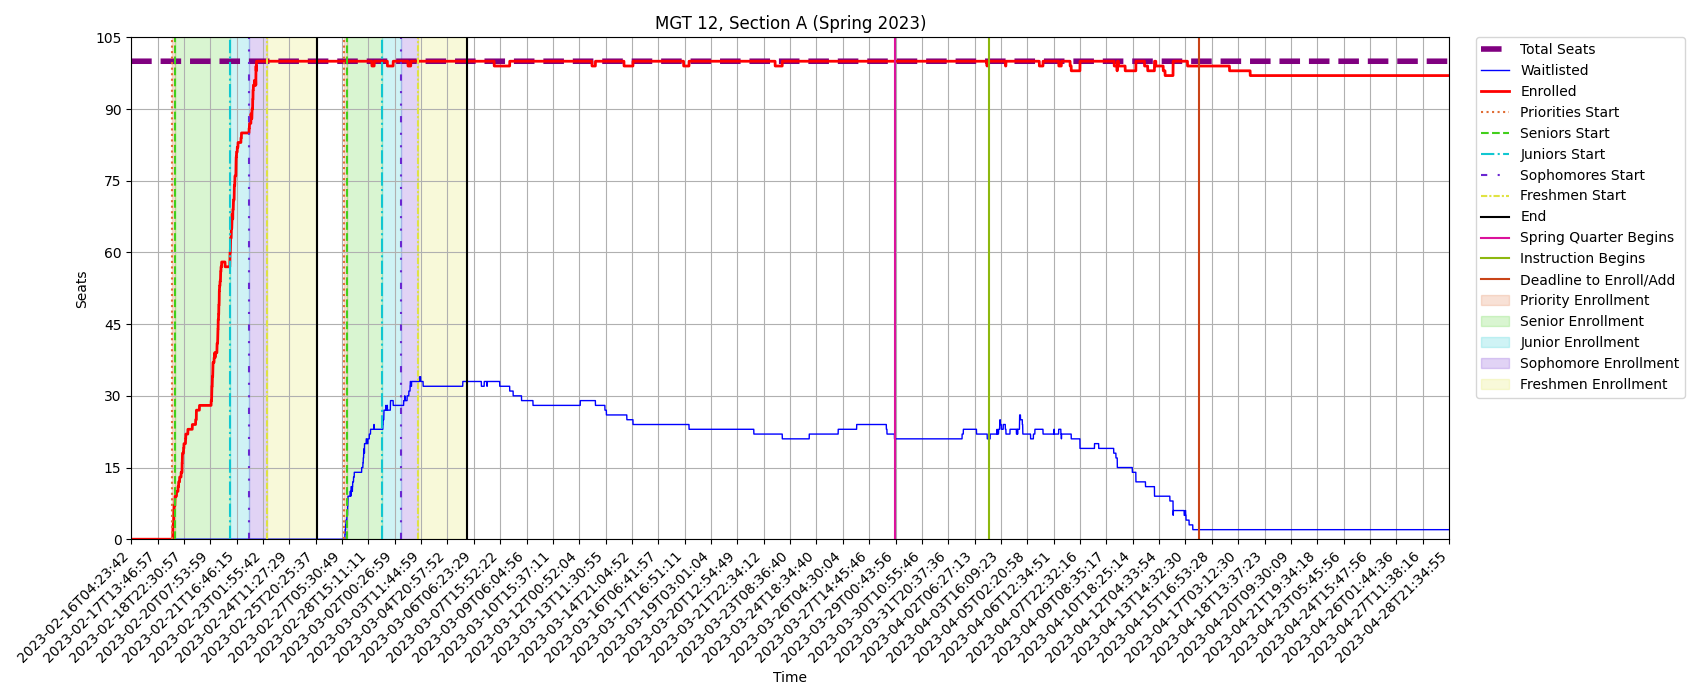 MGT 12, Section A (Spring 2023)
105
90
75
60
45
30
15
0
Seats
2023-02-16T04:23:42
2023-02-17T13:46:57
2023-02-18T22:30:57
2023-02-20T07:53:59
2023-02-21T16:46:15
2023-02-23T01:55:42
2023-02-24T11:27:29
2023-02-25T20:25:37
2023-02-27T05:30:49
2023-02-28T15:11:11
2023-03-02T00:26:59
2023-03-03T11:44:59
2023-03-04T20:57:52
2023-03-06T06:23:29
2023-03-07T15:52:22
2023-03-09T06:04:56
2023-03-10T15:37:11
2023-03-12T00:52:04
2023-03-13T11:30:55
2023-03-14T21:04:52
2023-03-16T06:41:57
2023-03-17T16:51:11
2023-03-19T03:01:04
2023-03-20T12:54:49
2023-03-21T22:34:12
2023-03-23T08:36:40
2023-03-24T18:34:40
2023-03-26T04:30:04
2023-03-27T14:45:46
2023-03-29T00:43:56
2023-03-30T10:55:46
2023-03-31T20:37:36
2023-04-02T06:27:13
2023-04-03T16:09:23
2023-04-05T02:20:58
2023-04-06T12:34:51
2023-04-07T22:32:16
2023-04-09T08:35:17
2023-04-10T18:25:14
2023-04-12T04:33:54
2023-04-13T14:32:30
2023-04-15T16:53:28
2023-04-17T03:12:30
2023-04-18T13:37:23
2023-04-20T09:30:09
2023-04-21T19:34:18
2023-04-23T05:45:56
2023-04-24T15:47:56
2023-04-26T01:44:36
2023-04-27T11:38:16
2023-04-28T21:34:55
Time
Total Seats
Waitlisted
Enrolled
Priorities Start
Seniors Start
Juniors Start
Sophomores Start
Freshmen Start
End
Spring Quarter Begins
Instruction Begins
Deadline to Enroll/Add
Priority Enrollment
Senior Enrollment
Junior Enrollment
Sophomore Enrollment
Freshmen Enrollment